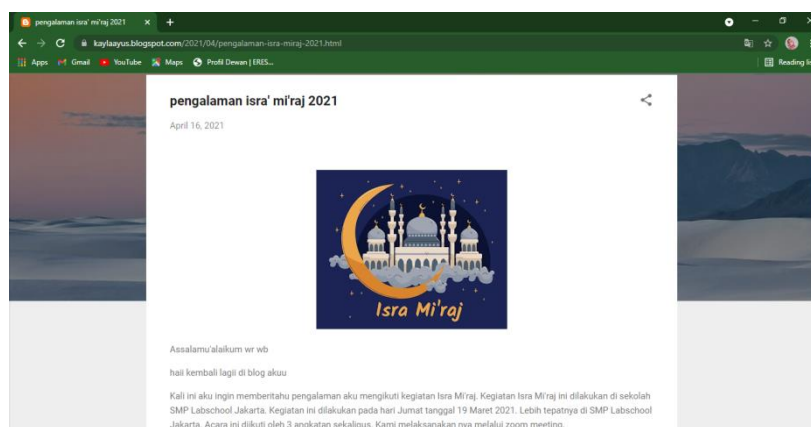 pengalaman isra' mi'raj 2021
kaylaayus.blogspot.com/2021/04/pengalaman-isra-miraj-2021.html
Apps Gmail YouTube Maps Profil Dewan | ERES... Reading lis
pengalaman isra' mi'raj 2021
April 16, 2021
Isra Mi'raj
Assalamu'alaikum wr wb
haii kembali lagii di blog akuu
Kali ini aku ingin memberitahu pengalaman aku mengikuti kegiatan Isra Mi'raj. Kegiatan Isra Mi'raj ini dilakukan di sekolah
SMP Labschool Jakarta. Kegiatan ini dilakukan pada hari Jumat tanggal 19 Maret 2021. Lebih tepatnya di SMP Labschool
Jakarta. Acara ini diikuti oleh 3 angkatan sekaligus. Kami melaksanakan nya melalui zoom meeting.